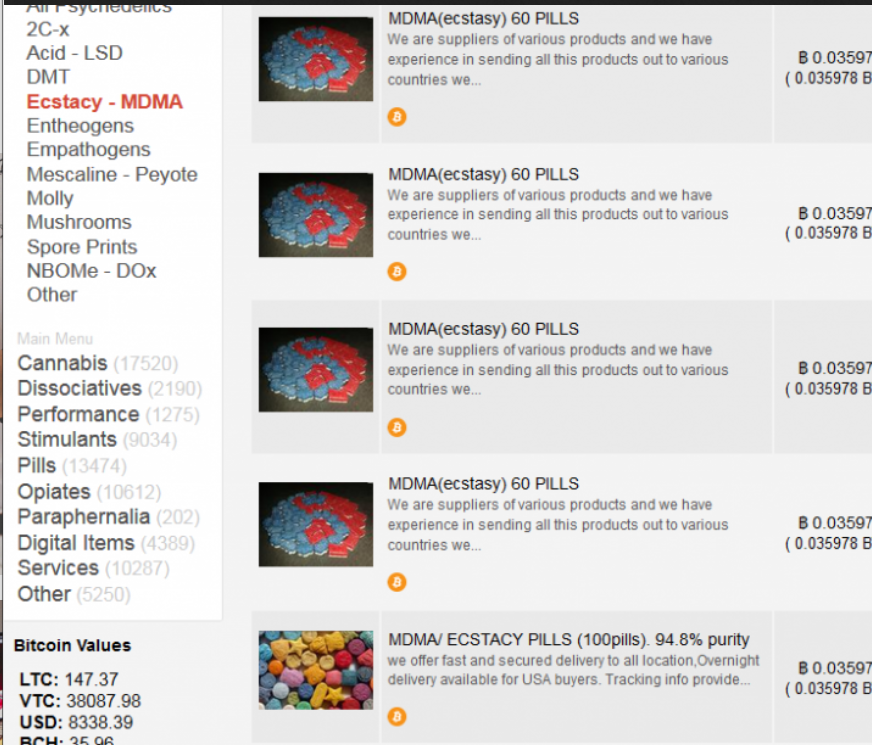 All Psychedelics
2C-x
Acid - LSD
DMT
Ecstacy - MDMA
Entheogens
Empathogens
Mescaline - Peyote
Molly
Mushrooms
Spore Prints
NBOMe - DOx
Other
Main Menu
Cannabis (17520)
Dissociatives (2190)
Performance (1275)
Stimulants (9034)
Pills (13474)
Opiates (10612)
Paraphernalia (202)
Digital Items (4389)
Services (10287)
Other (5250)
Bitcoin Values
LTC: 147.37
VTC: 38087.98
USD: 8338.39
BCH: 35.96
MDMA(ecstasy) 60 PILLS
We are suppliers of various products and we have
experience in sending all this products out to various
countries we...
฿ 0.03597
( 0.035978 B
MDMA(ecstasy) 60 PILLS
We are suppliers of various products and we have
experience in sending all this products out to various
countries we...
฿ 0.03597
( 0.035978 B
MDMA(ecstasy) 60 PILLS
We are suppliers of various products and we have
experience in sending all this products out to various
countries we...
฿ 0.03597
( 0.035978 B
MDMA(ecstasy) 60 PILLS
We are suppliers of various products and we have
experience in sending all this products out to various
countries we...
฿ 0.03597
( 0.035978 B
MDMA/ ECSTACY PILLS (100pills). 94.8% purity
we offer fast and secured delivery to all location,Overnight
delivery available for USA buyers. Tracking info provide...
฿ 0.03597
( 0.035978 B